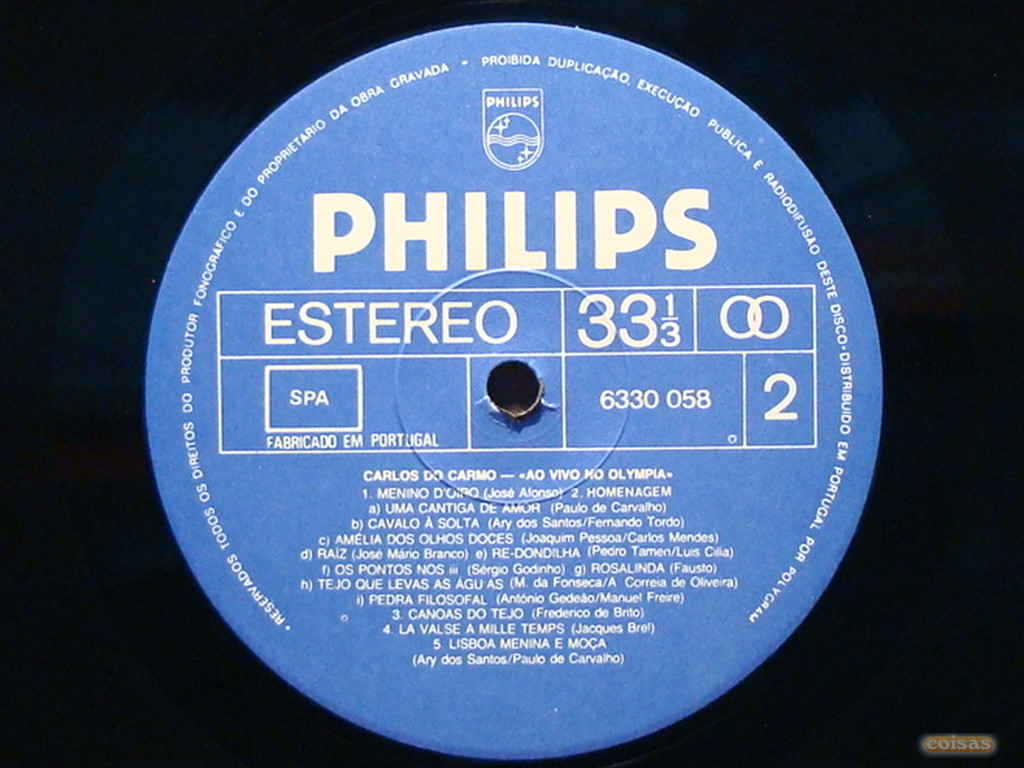 • RESERVADOS TODOS OS DIREITOS DO PRODUTOR FONOGRAFICO E DO PROPRIETARIO DA OBRA GRAVADA • PROIBIDA DUPLICAÇÃO, EXECUÇÃO PUBLICA E RADIODIFUSAO DESTE DISCO-DISTRIBUIDO EM PORTUGAL POR POLYGRAM
PHILIPS
PHILIPS
ESTEREO 33 1/3
SPA 6330 058 2
FABRICADO EM PORTUGAL
CARLOS DO CARMO — «AO VIVO NO OLYMPIA»
1. MENINO D'OIRO (José Afonso) 2. HOMENAGEM
a) UMA CANTIGA DE AMOR (Paulo de Carvalho)
b) CAVALO À SOLTA (Ary dos Santos/Fernando Tordo)
c) AMÉLIA DOS OLHOS DOCES (Joaquim Pessoa/Carlos Mendes)
d) RAÍZ (José Mário Branco) e) RE-DONDILHA (Pedro Tamen/Luis Cília)
f) OS PONTOS NOS iii (Sérgio Godinho) g) ROSALINDA (Fausto)
h) TEJO QUE LEVAS AS ÁGUAS (M. da Fonseca/A Correia de Oliveira)
i) PEDRA FILOSOFAL (António Gedeão/Manuel Freire)
3. CANOAS DO TEJO (Frederico de Brito)
4. LA VALSE A MILLE TEMPS (Jacques Brel)
5. LISBOA MENINA E MOÇA
(Ary dos Santos/Paulo de Carvalho)
coisas